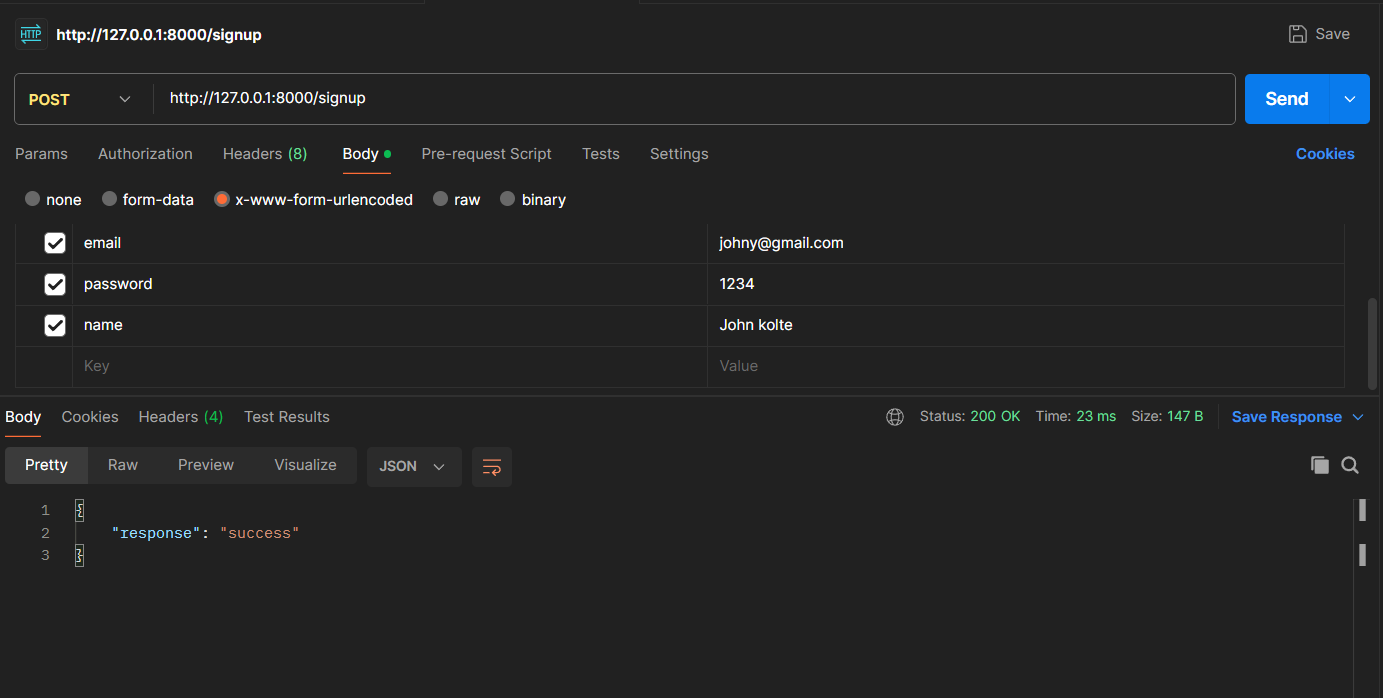 HTTP http://127.0.0.1:8000/signup Save
POST http://127.0.0.1:8000/signup Send
Params Authorization Headers (8) Body Pre-request Script Tests Settings Cookies
none form-data x-www-form-urlencoded raw binary
email johny@gmail.com
password 1234
name John kolte
Key Value
Body Cookies Headers (4) Test Results Status: 200 OK Time: 23 ms Size: 147 B Save Response
Pretty Raw Preview Visualize JSON
1 {
2 "response": "success"
3 }